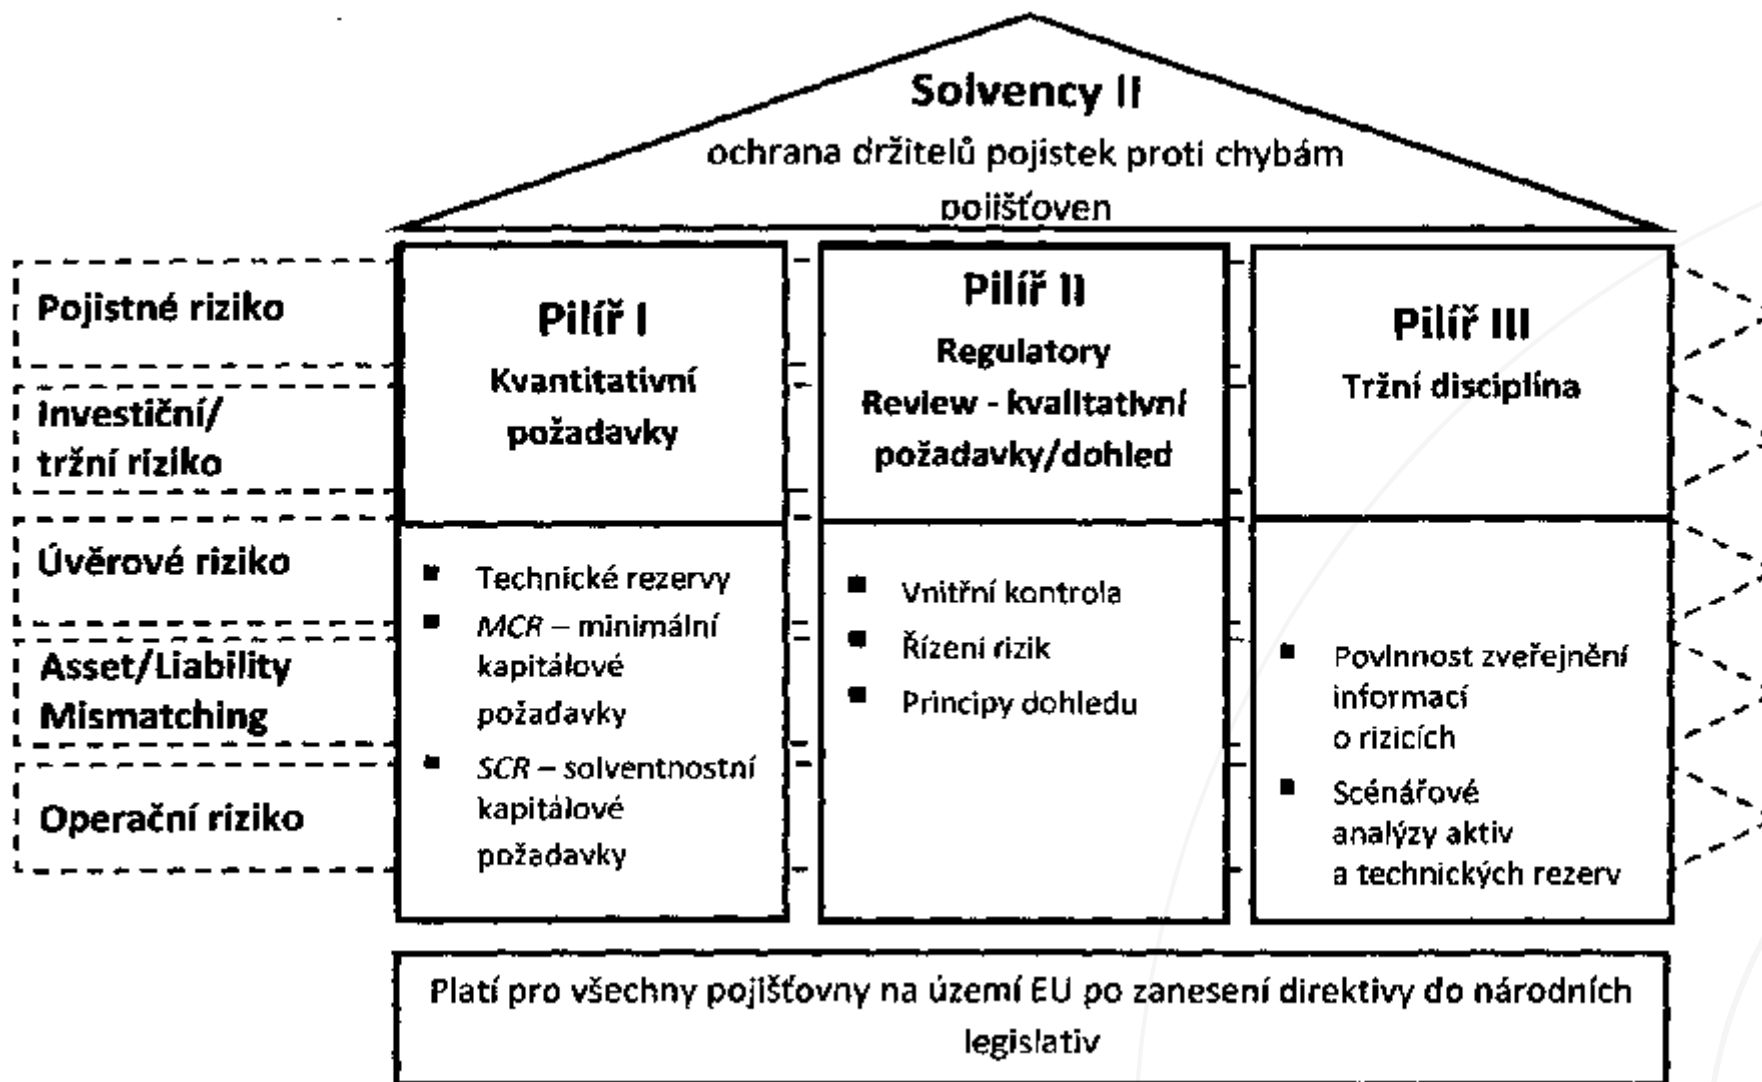 Solvency II
ochrana držitelů pojistek proti chybám
pojišťoven
Pojistné riziko
Investiční/
tržní riziko
Úvěrové riziko
Asset/Liability
Mismatching
Operační riziko
Pilíř I
Kvantitativní
požadavky
▪ Technické rezervy
▪ MCR – minimální
kapitálové
požadavky
▪ SCR – solventnostní
kapitálové
požadavky
Pilíř II
Regulatory
Review - kvalitativní
požadavky/dohled
▪ Vnitřní kontrola
▪ Řízení rizik
▪ Principy dohledu
Pilíř III
Tržní disciplína
▪ Povinnost zveřejnění
informací
o rizicích
▪ Scénářové
analýzy aktiv
a technických rezerv
Platí pro všechny pojišťovny na území EU po zanesení direktivy do národních
legislativ